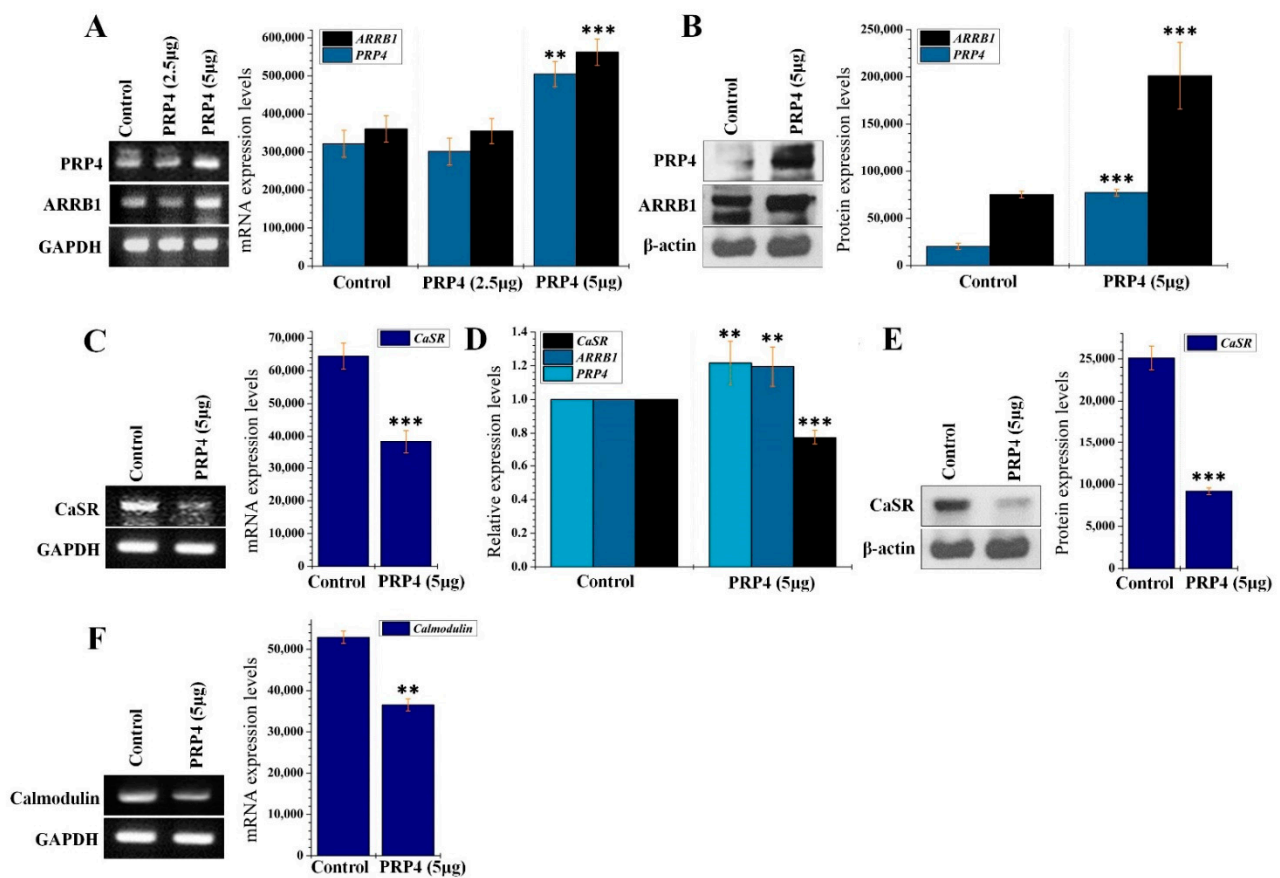 A
Control
PRP4 (2.5µg)
PRP4 (5µg)
PRP4
ARRB1
GAPDH
mRNA expression levels
600,000
500,000
400,000
300,000
200,000
100,000
0
ARRB1
PRP4
**
***
Control
PRP4 (2.5µg)
PRP4 (5µg)
B
Control
PRP4 (5µg)
PRP4
ARRB1
β-actin
Protein expression levels
250,000
200,000
150,000
100,000
50,000
0
ARRB1
PRP4
***
***
Control
PRP4 (5µg)
C
Control
PRP4 (5µg)
CaSR
GAPDH
mRNA expression levels
70,000
60,000
50,000
40,000
30,000
20,000
10,000
0
CaSR
***
Control
PRP4 (5µg)
D
Relative expression levels
1.4
1.2
1.0
0.8
0.6
0.4
0.2
0.0
CaSR
ARRB1
PRP4
**
**
***
Control
PRP4 (5µg)
E
Control
PRP4 (5µg)
CaSR
β-actin
Protein expression levels
25,000
20,000
15,000
10,000
5,000
0
CaSR
***
Control
PRP4 (5µg)
F
Control
PRP4 (5µg)
Calmodulin
GAPDH
mRNA expression levels
50,000
40,000
30,000
20,000
10,000
0
Calmodulin
**
Control
PRP4 (5µg)